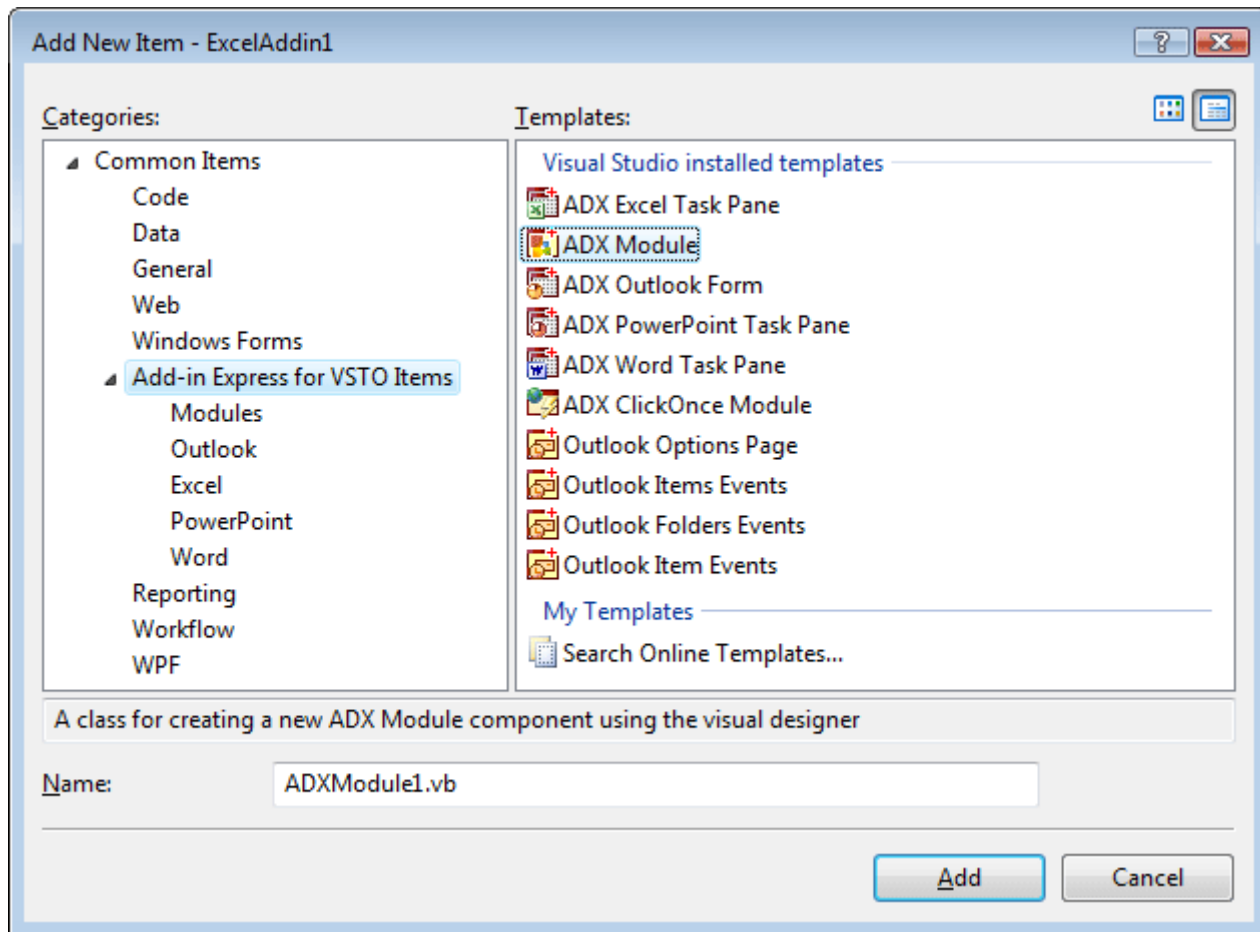 Add New Item - ExcelAddin1
Categories:
Templates:
Common Items
Code
Data
General
Web
Windows Forms
Add-in Express for VSTO Items
Modules
Outlook
Excel
PowerPoint
Word
Reporting
Workflow
WPF
Visual Studio installed templates
ADX Excel Task Pane
ADX Module
ADX Outlook Form
ADX PowerPoint Task Pane
ADX Word Task Pane
ADX ClickOnce Module
Outlook Options Page
Outlook Items Events
Outlook Folders Events
Outlook Item Events
My Templates
Search Online Templates...
A class for creating a new ADX Module component using the visual designer
Name:
ADXModule1.vb
Add
Cancel